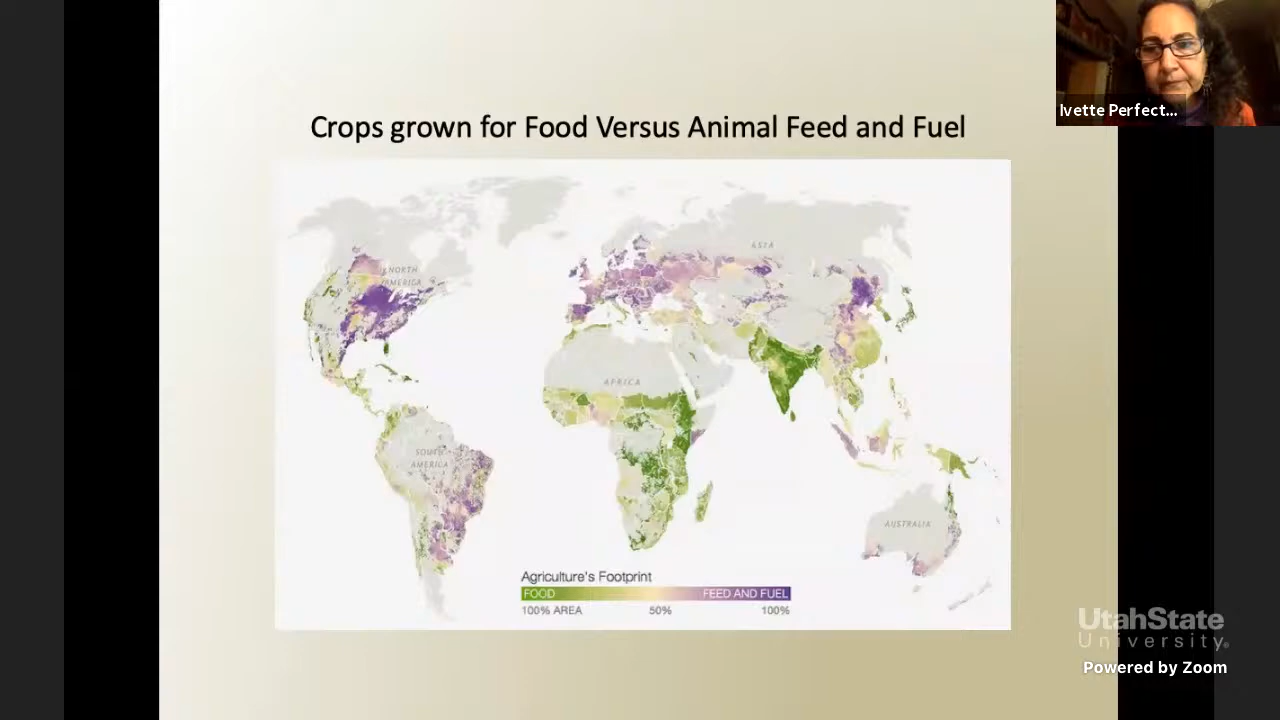 Ivette Perfect...
Crops grown for Food Versus Animal Feed and Fuel
ASIA
NORTH
AMERICA
AFRICA
SOUTH
AMERICA
AUSTRALIA
Agriculture's Footprint
FOOD FEED AND FUEL
100% AREA 50% 100%
UtahState
University®
Powered by Zoom